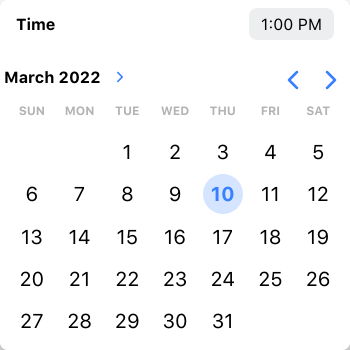 Time 1:00 PM
March 2022
SUN MON TUE WED THU FRI SAT
1 2 3 4 5
6 7 8 9 10 11 12
13 14 15 16 17 18 19
20 21 22 23 24 25 26
27 28 29 30 31